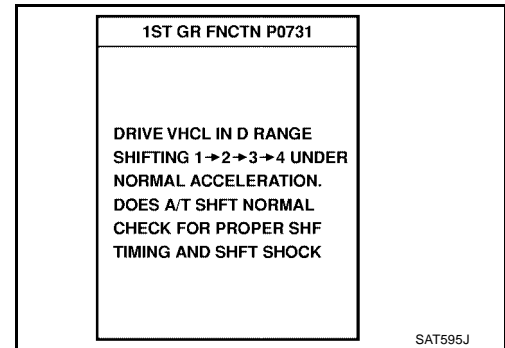 1ST GR FNCTN P0731
DRIVE VHCL IN D RANGE
SHIFTING 1→2→3→4 UNDER
NORMAL ACCELERATION.
DOES A/T SHFT NORMAL
CHECK FOR PROPER SHF
TIMING AND SHFT SHOCK
SAT595J